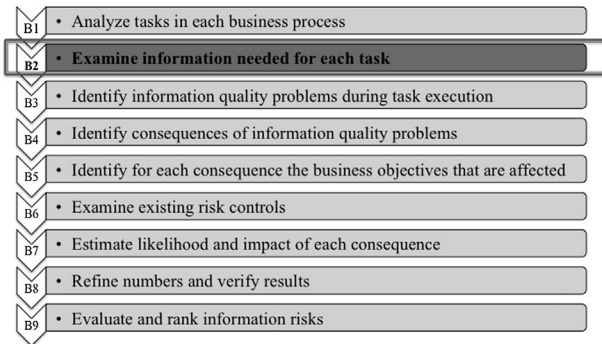 B1 • Analyze tasks in each business process
B2 • Examine information needed for each task
B3 • Identify information quality problems during task execution
B4 • Identify consequences of information quality problems
B5 • Identify for each consequence the business objectives that are affected
B6 • Examine existing risk controls
B7 • Estimate likelihood and impact of each consequence
B8 • Refine numbers and verify results
B9 • Evaluate and rank information risks